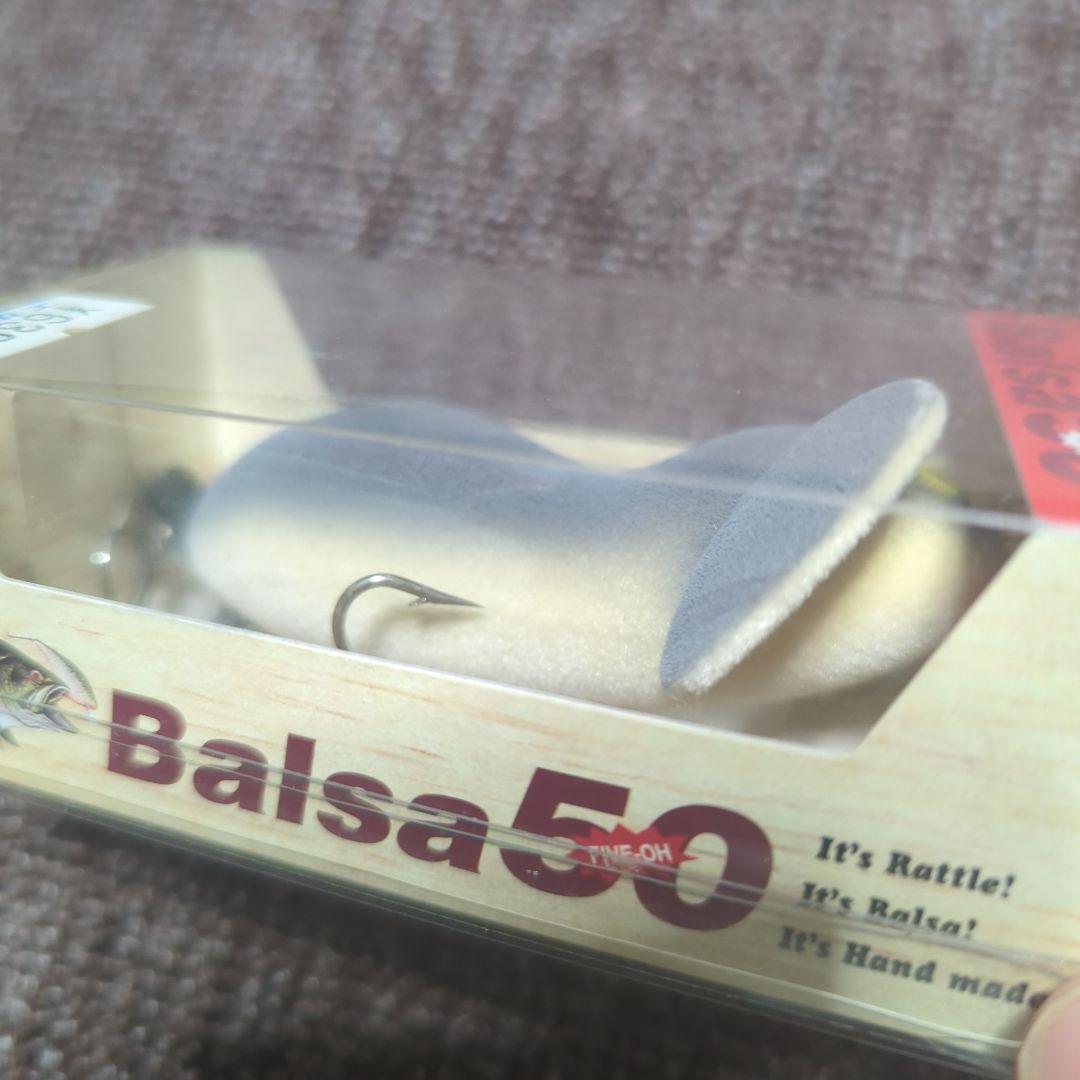 Balsa50
FIVE-OH
It's Rattle!
It's Balsa!
It's Hand made